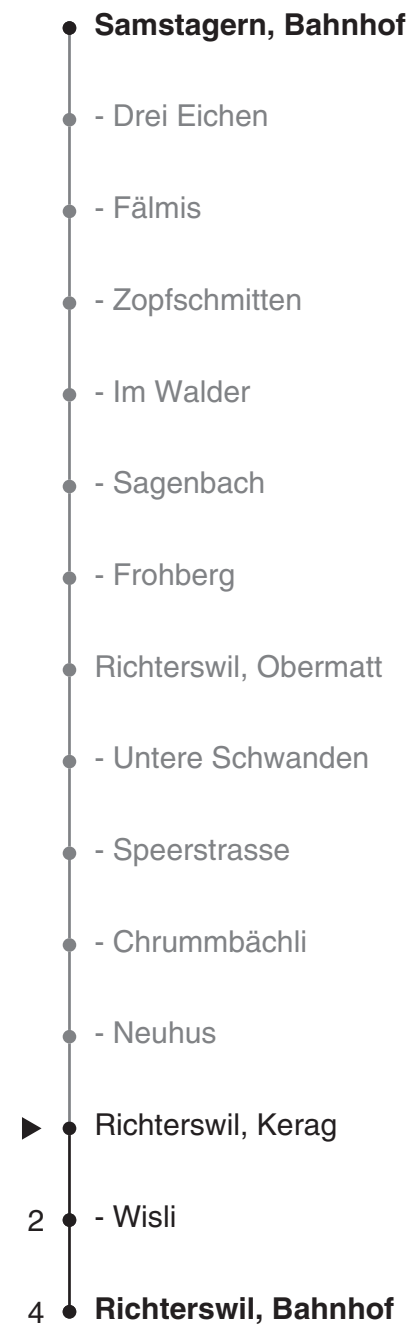 Samstagern, Bahnhof
- Drei Eichen
- Fälmis
- Zopfschmitten
- Im Walder
- Sagenbach
- Frohberg
Richterswil, Obermatt
- Untere Schwanden
- Speerstrasse
- Chrummbächli
- Neuhus
Richterswil, Kerag
2 - Wisli
4 Richterswil, Bahnhof